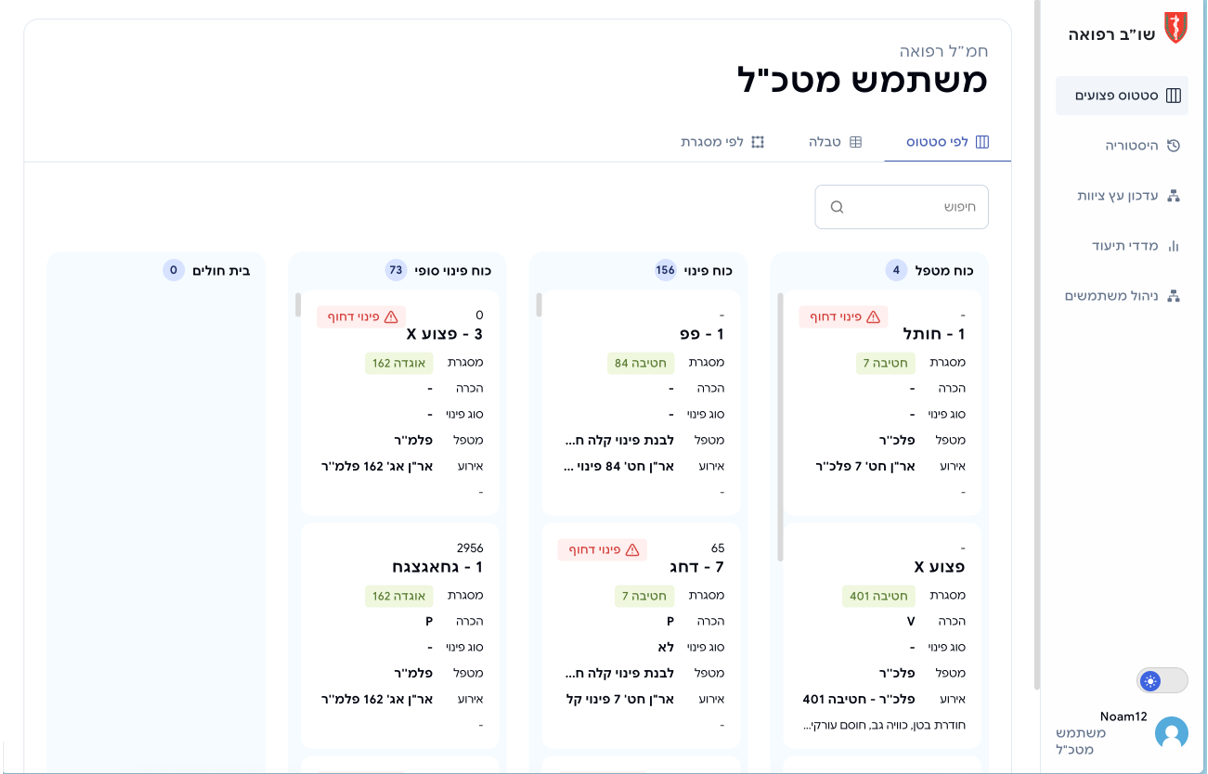 שו"ב רפואה
סטטוס פצועים
היסטוריה
עדכון עץ ציוות
מדדי תיעוד
ניהול משתמשים
Noam12
משתמש
מטכ"ל
חמ"ל רפואה
משתמש מטכ"ל
לפי סטטוס
טבלה
לפי מסגרת
חיפוש
כוח מטפל 4
-
פינוי דחוף
1 - חותל
מסגרת חטיבה 7
הכרה -
סוג פינוי -
מטפל פלכ''ר
אירוע אר"ן חט' 7 פלכ''ר
-
-
פצוע X
מסגרת חטיבה 401
הכרה V
סוג פינוי -
מטפל פלכ''ר
אירוע פלכ''ר - חטיבה 401
חודרת בטן, כוויה גב, חוסם עורקי...
כוח פינוי 156
-
1 - פפ
מסגרת חטיבה 84
הכרה -
סוג פינוי -
מטפל לבנת פינוי קלה ח...
אירוע אר"ן חט' 84 פינוי ...
-
65
פינוי דחוף
7 - דחג
מסגרת חטיבה 7
הכרה P
סוג פינוי לא
מטפל לבנת פינוי קלה ח...
אירוע אר"ן חט' 7 פינוי קל
-
כוח פינוי סופי 73
0
פינוי דחוף
3 - פצוע X
מסגרת אוגדה 162
הכרה -
סוג פינוי -
מטפל פלמ''ר
אירוע אר"ן אג' 162 פלמ''ר
-
2956
1 - גחאגצגח
מסגרת אוגדה 162
הכרה P
סוג פינוי -
מטפל פלמ''ר
אירוע אר"ן אג' 162 פלמ''ר
-
בית חולים 0